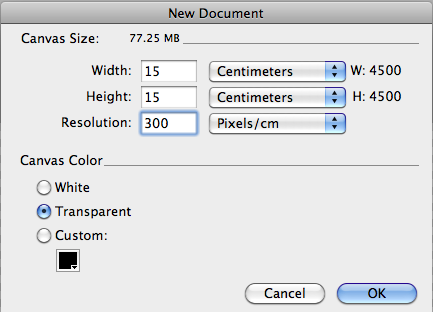 New Document
Canvas Size: 77.25 MB
Width: 15 Centimeters W: 4500
Height: 15 Centimeters H: 4500
Resolution: 300 Pixels/cm
Canvas Color
White
Transparent
Custom:
Cancel OK